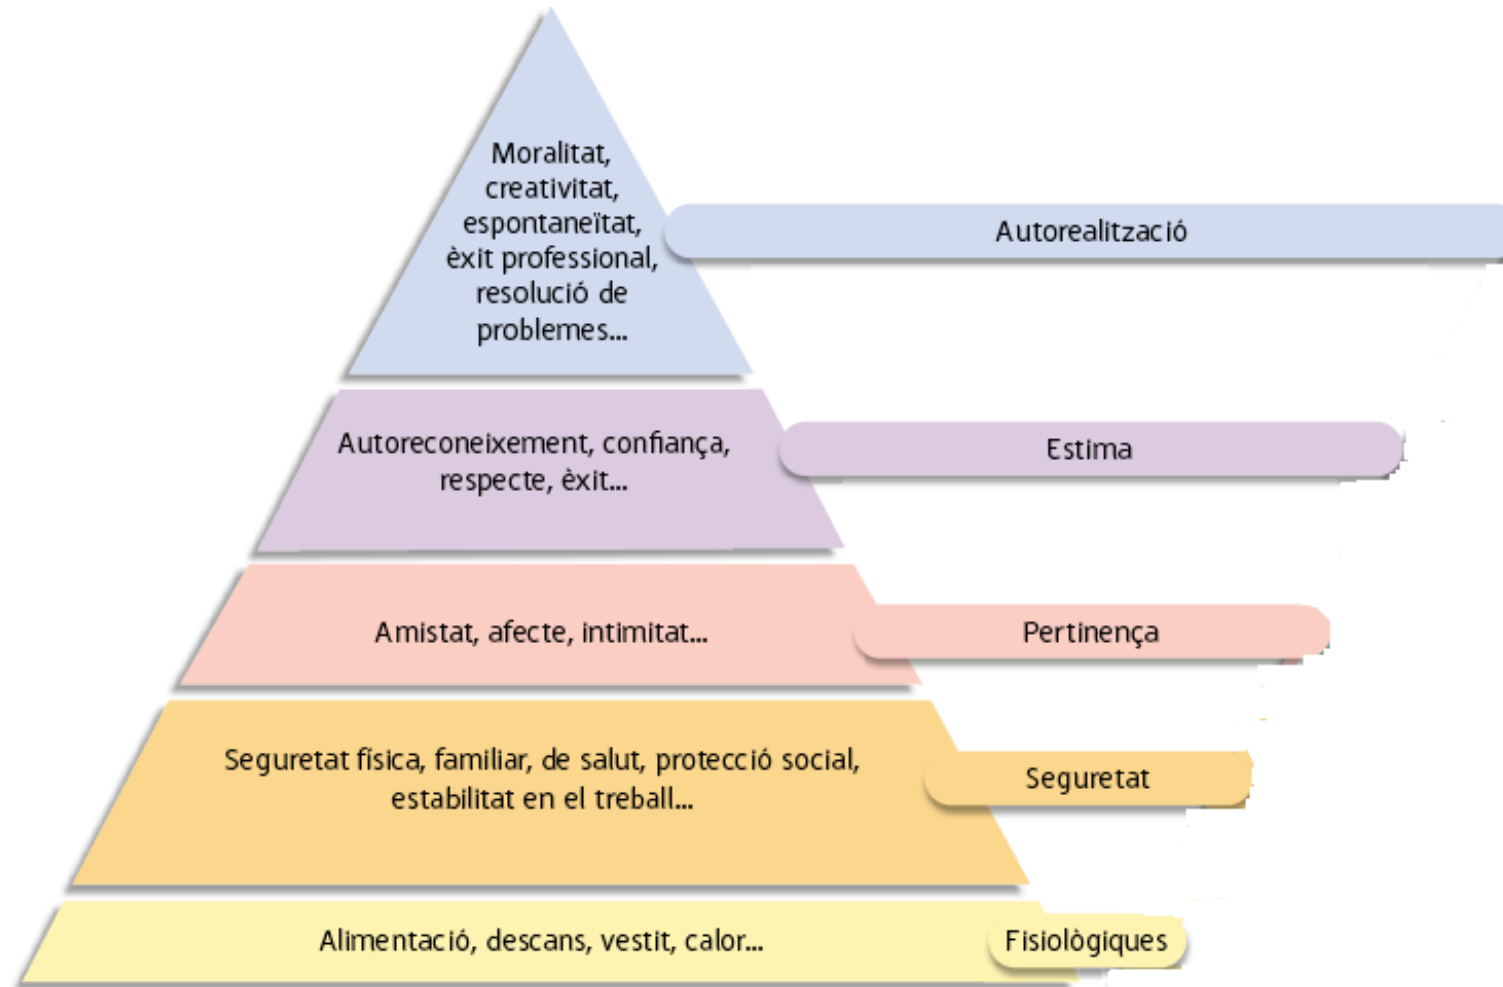 Moralitat,
creativitat,
espontaneïtat,
èxit professional,
resolució de
problemes...
Autorealització
Autoreconeixement, confiança,
respecte, èxit...
Estima
Amistat, afecte, intimitat...
Pertinença
Seguretat física, familiar, de salut, protecció social,
estabilitat en el treball...
Seguretat
Alimentació, descans, vestit, calor...
Fisiològiques